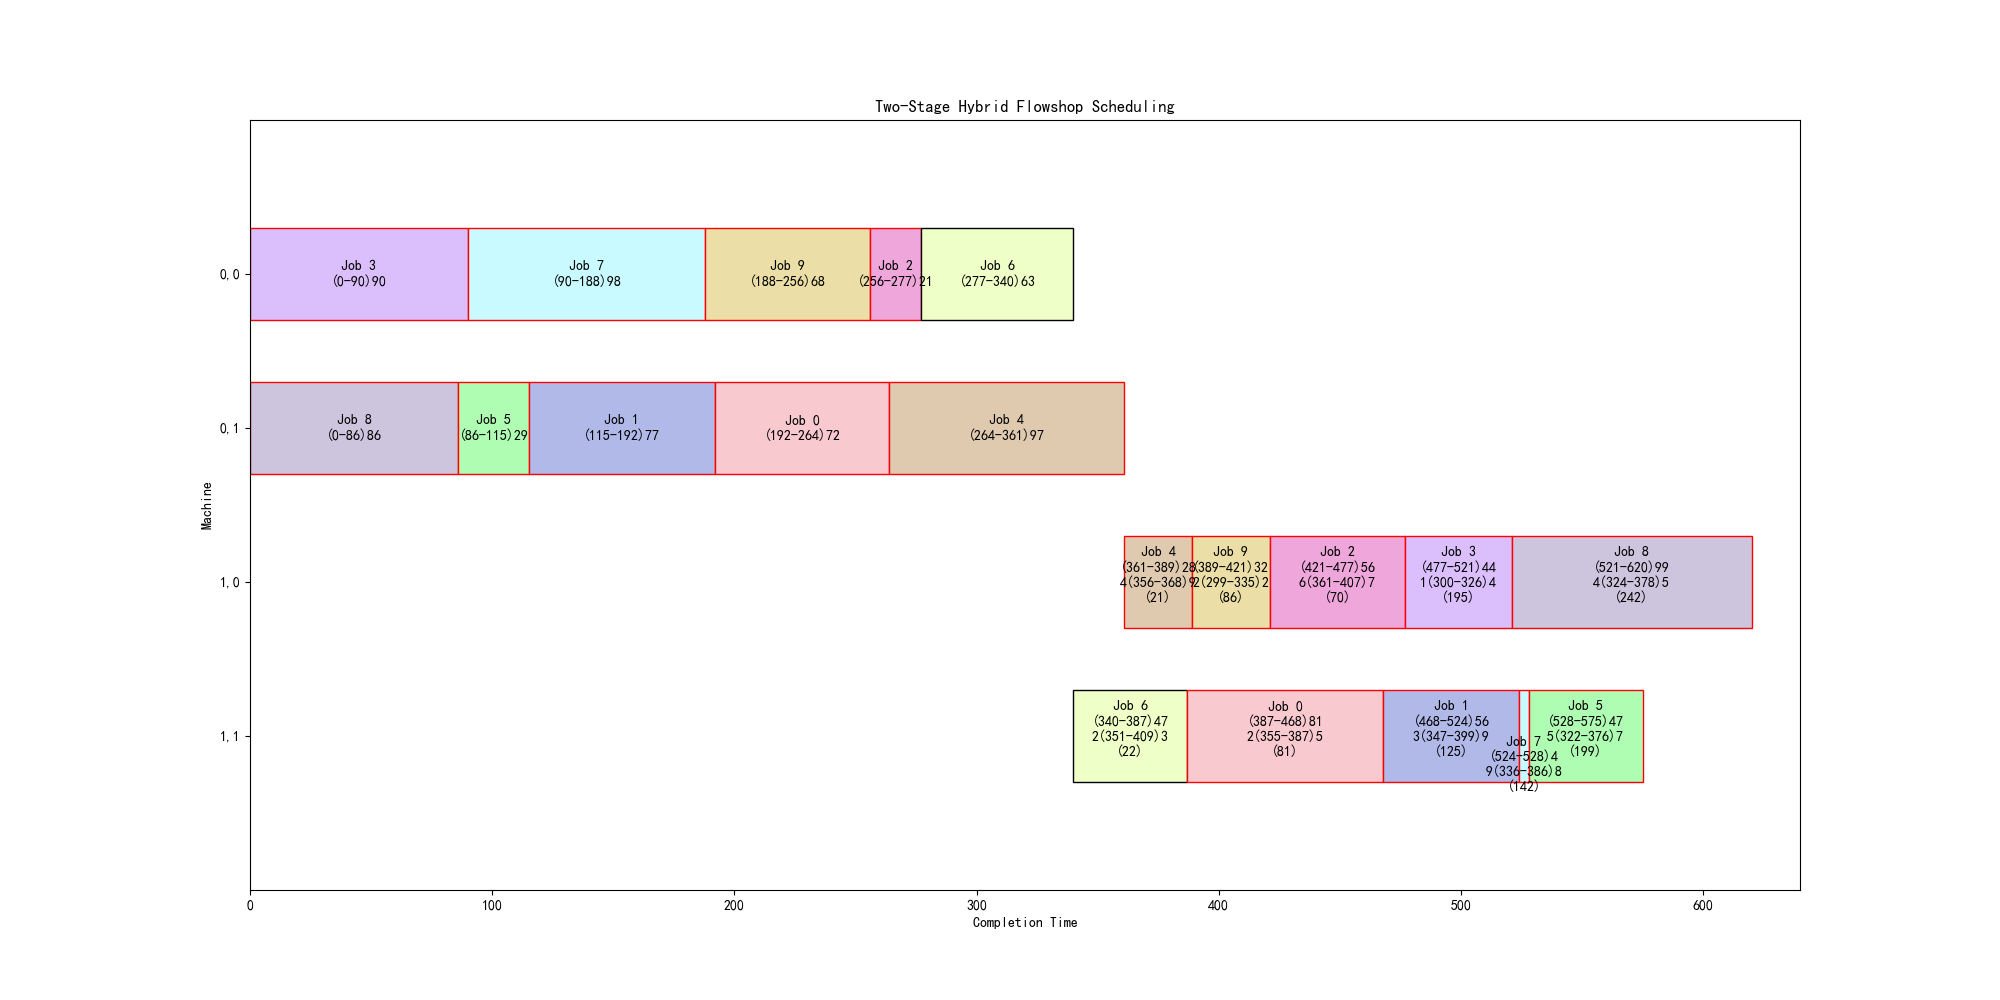 Two-Stage Hybrid Flowshop Scheduling
0,0
Job 3
(0-90)90
Job 7
(90-188)98
Job 9
(188-256)68
Job 2
(256-277)21
Job 6
(277-340)63
0,1
Job 8
(0-86)86
Job 5
(86-115)29
Job 1
(115-192)77
Job 0
(192-264)72
Job 4
(264-361)97
Machine
1,0
Job 4
(361-389)28
4(356-368)9
(21)
Job 9
(389-421)32
2(299-335)2
(86)
Job 2
(421-477)56
6(361-407)7
(70)
Job 3
(477-521)44
1(300-326)4
(195)
Job 8
(521-620)99
4(324-378)5
(242)
1,1
Job 6
(340-387)47
2(351-409)3
(22)
Job 0
(387-468)81
2(355-387)5
(81)
Job 1
(468-524)56
3(347-399)9
(125)
Job 7
(524-528)4
9(336-386)8
(142)
Job 5
(528-575)47
5(322-376)7
(199)
0
100
200
300
400
500
600
Completion Time